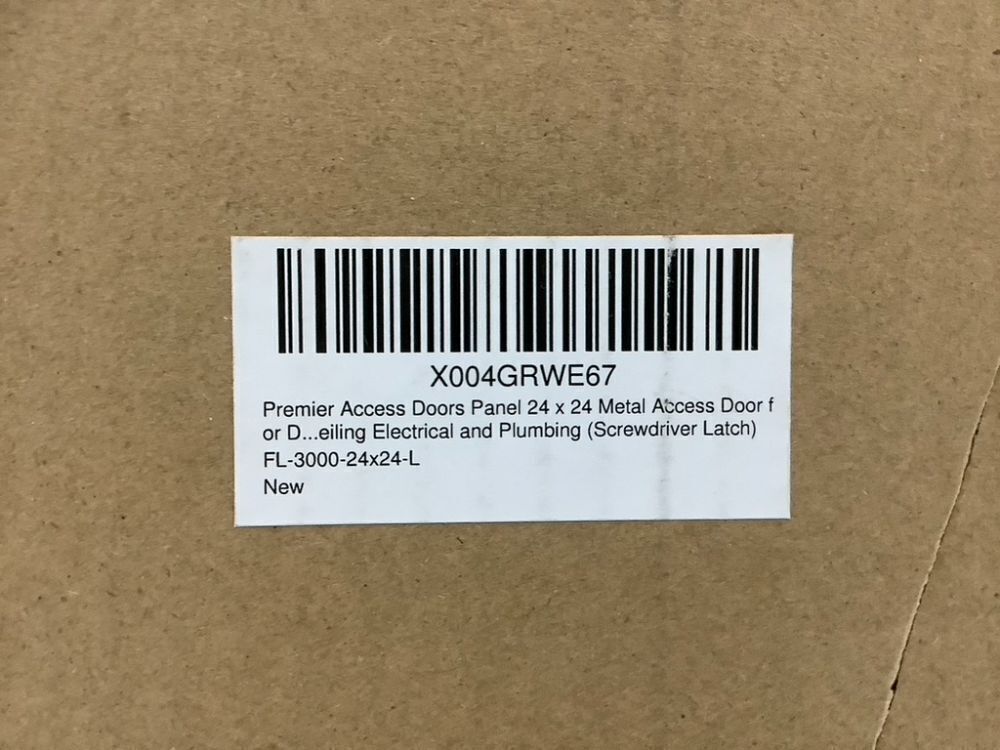 X004GRWE67
Premier Access Doors Panel 24 x 24 Metal Access Door f
or D...eiling Electrical and Plumbing (Screwdriver Latch)
FL-3000-24x24-L
New